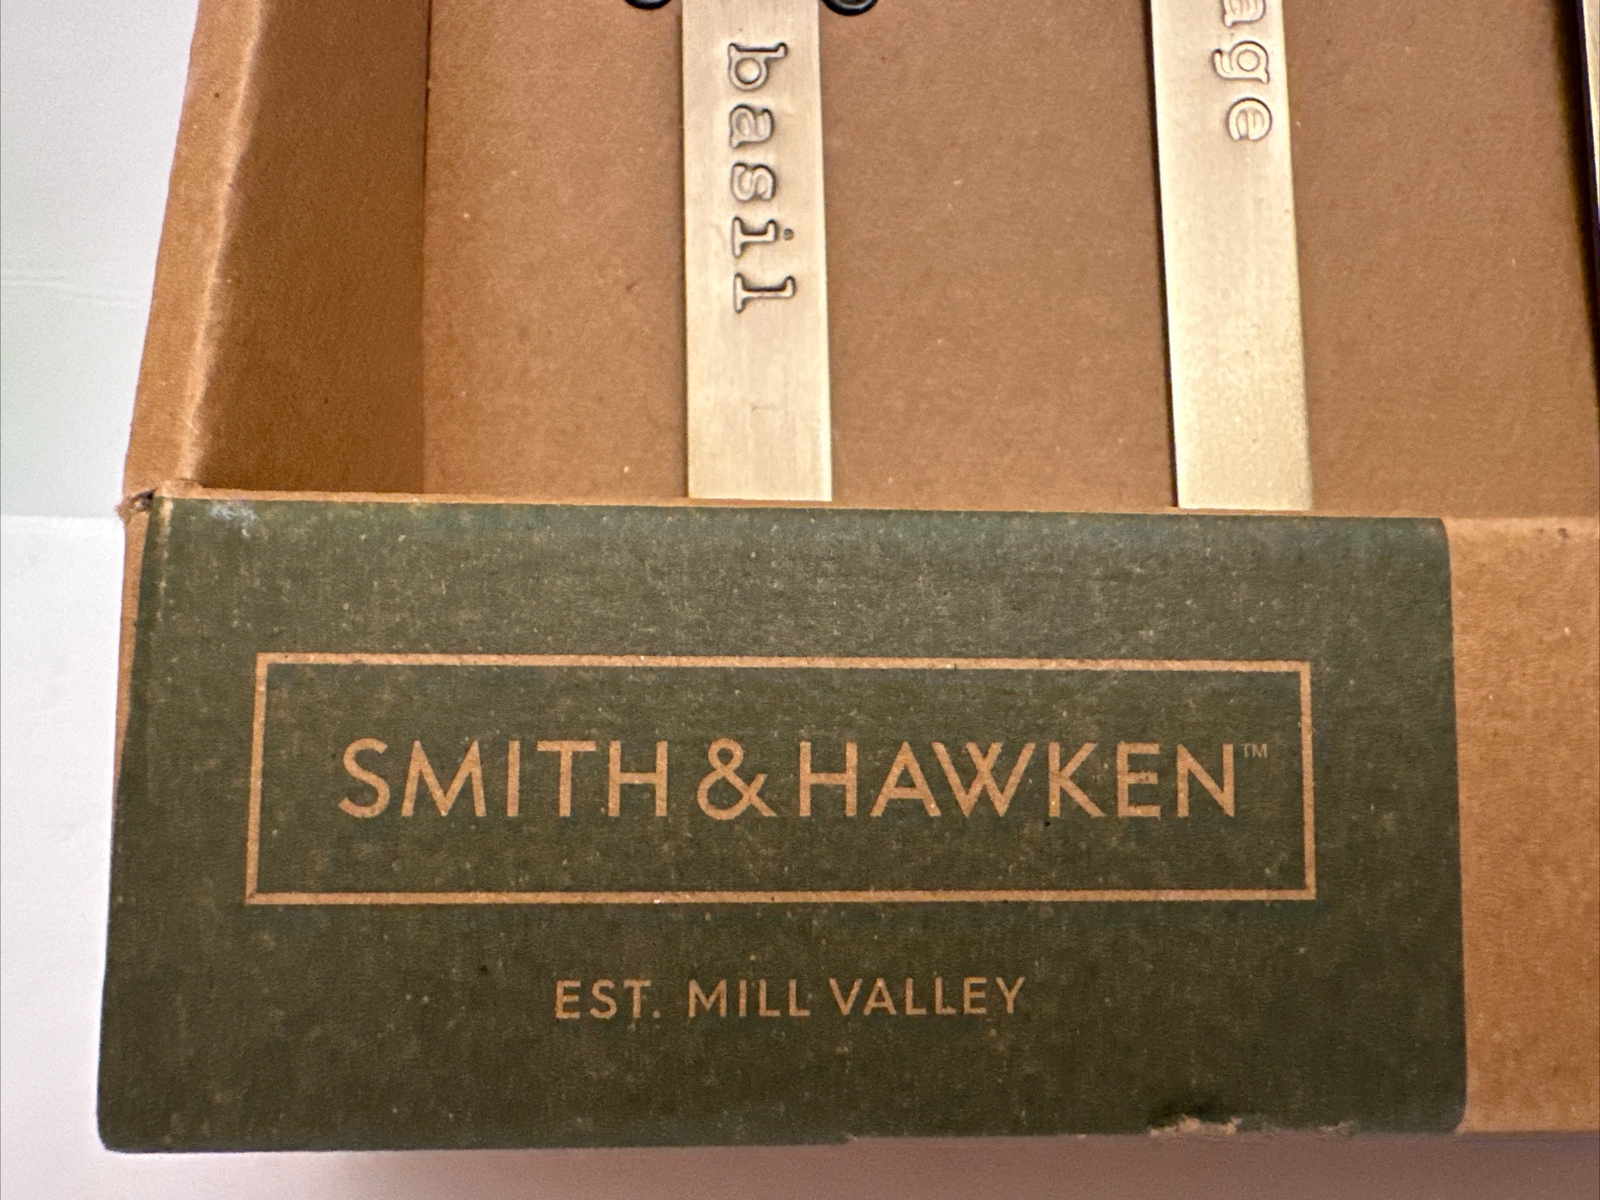 basil
age
SMITH & HAWKEN™
EST. MILL VALLEY